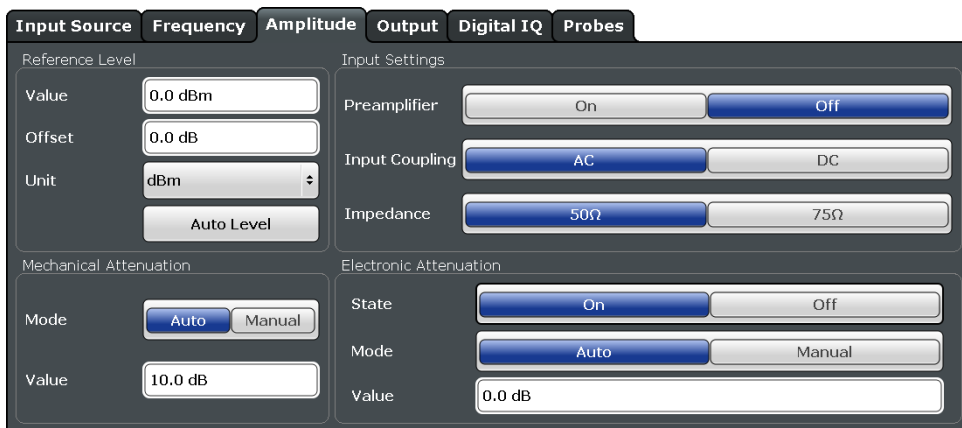 Input Source Frequency Amplitude Output Digital IQ Probes
Reference Level
Value 0.0 dBm
Offset 0.0 dB
Unit dBm
Auto Level
Input Settings
Preamplifier On Off
Input Coupling AC DC
Impedance 50Ω 75Ω
Mechanical Attenuation
Mode Auto Manual
Value 10.0 dB
Electronic Attenuation
State On Off
Mode Auto Manual
Value 0.0 dB